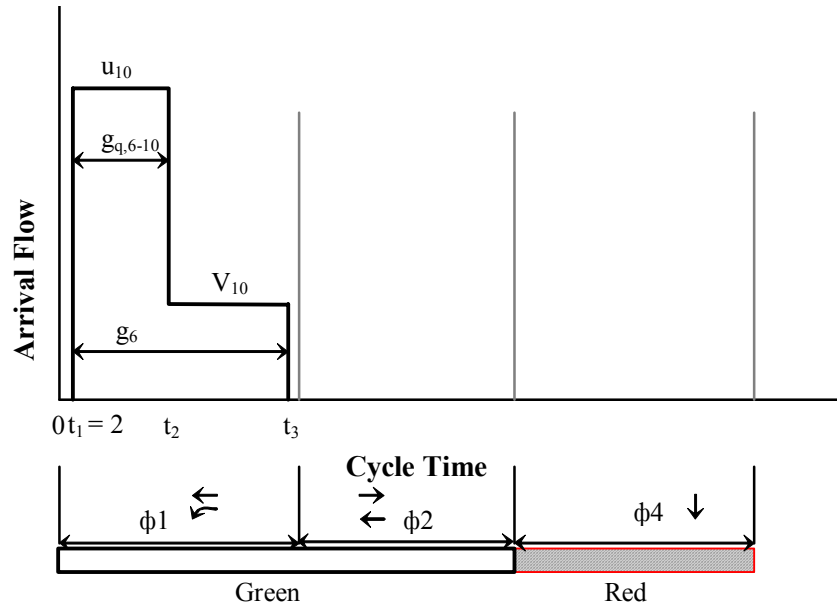 u₁₀
g_q,6-10
V₁₀
g₆
Arrival Flow
0 t₁ = 2 t₂ t₃
Cycle Time
ϕ1 ϕ2 ϕ4
Green Red